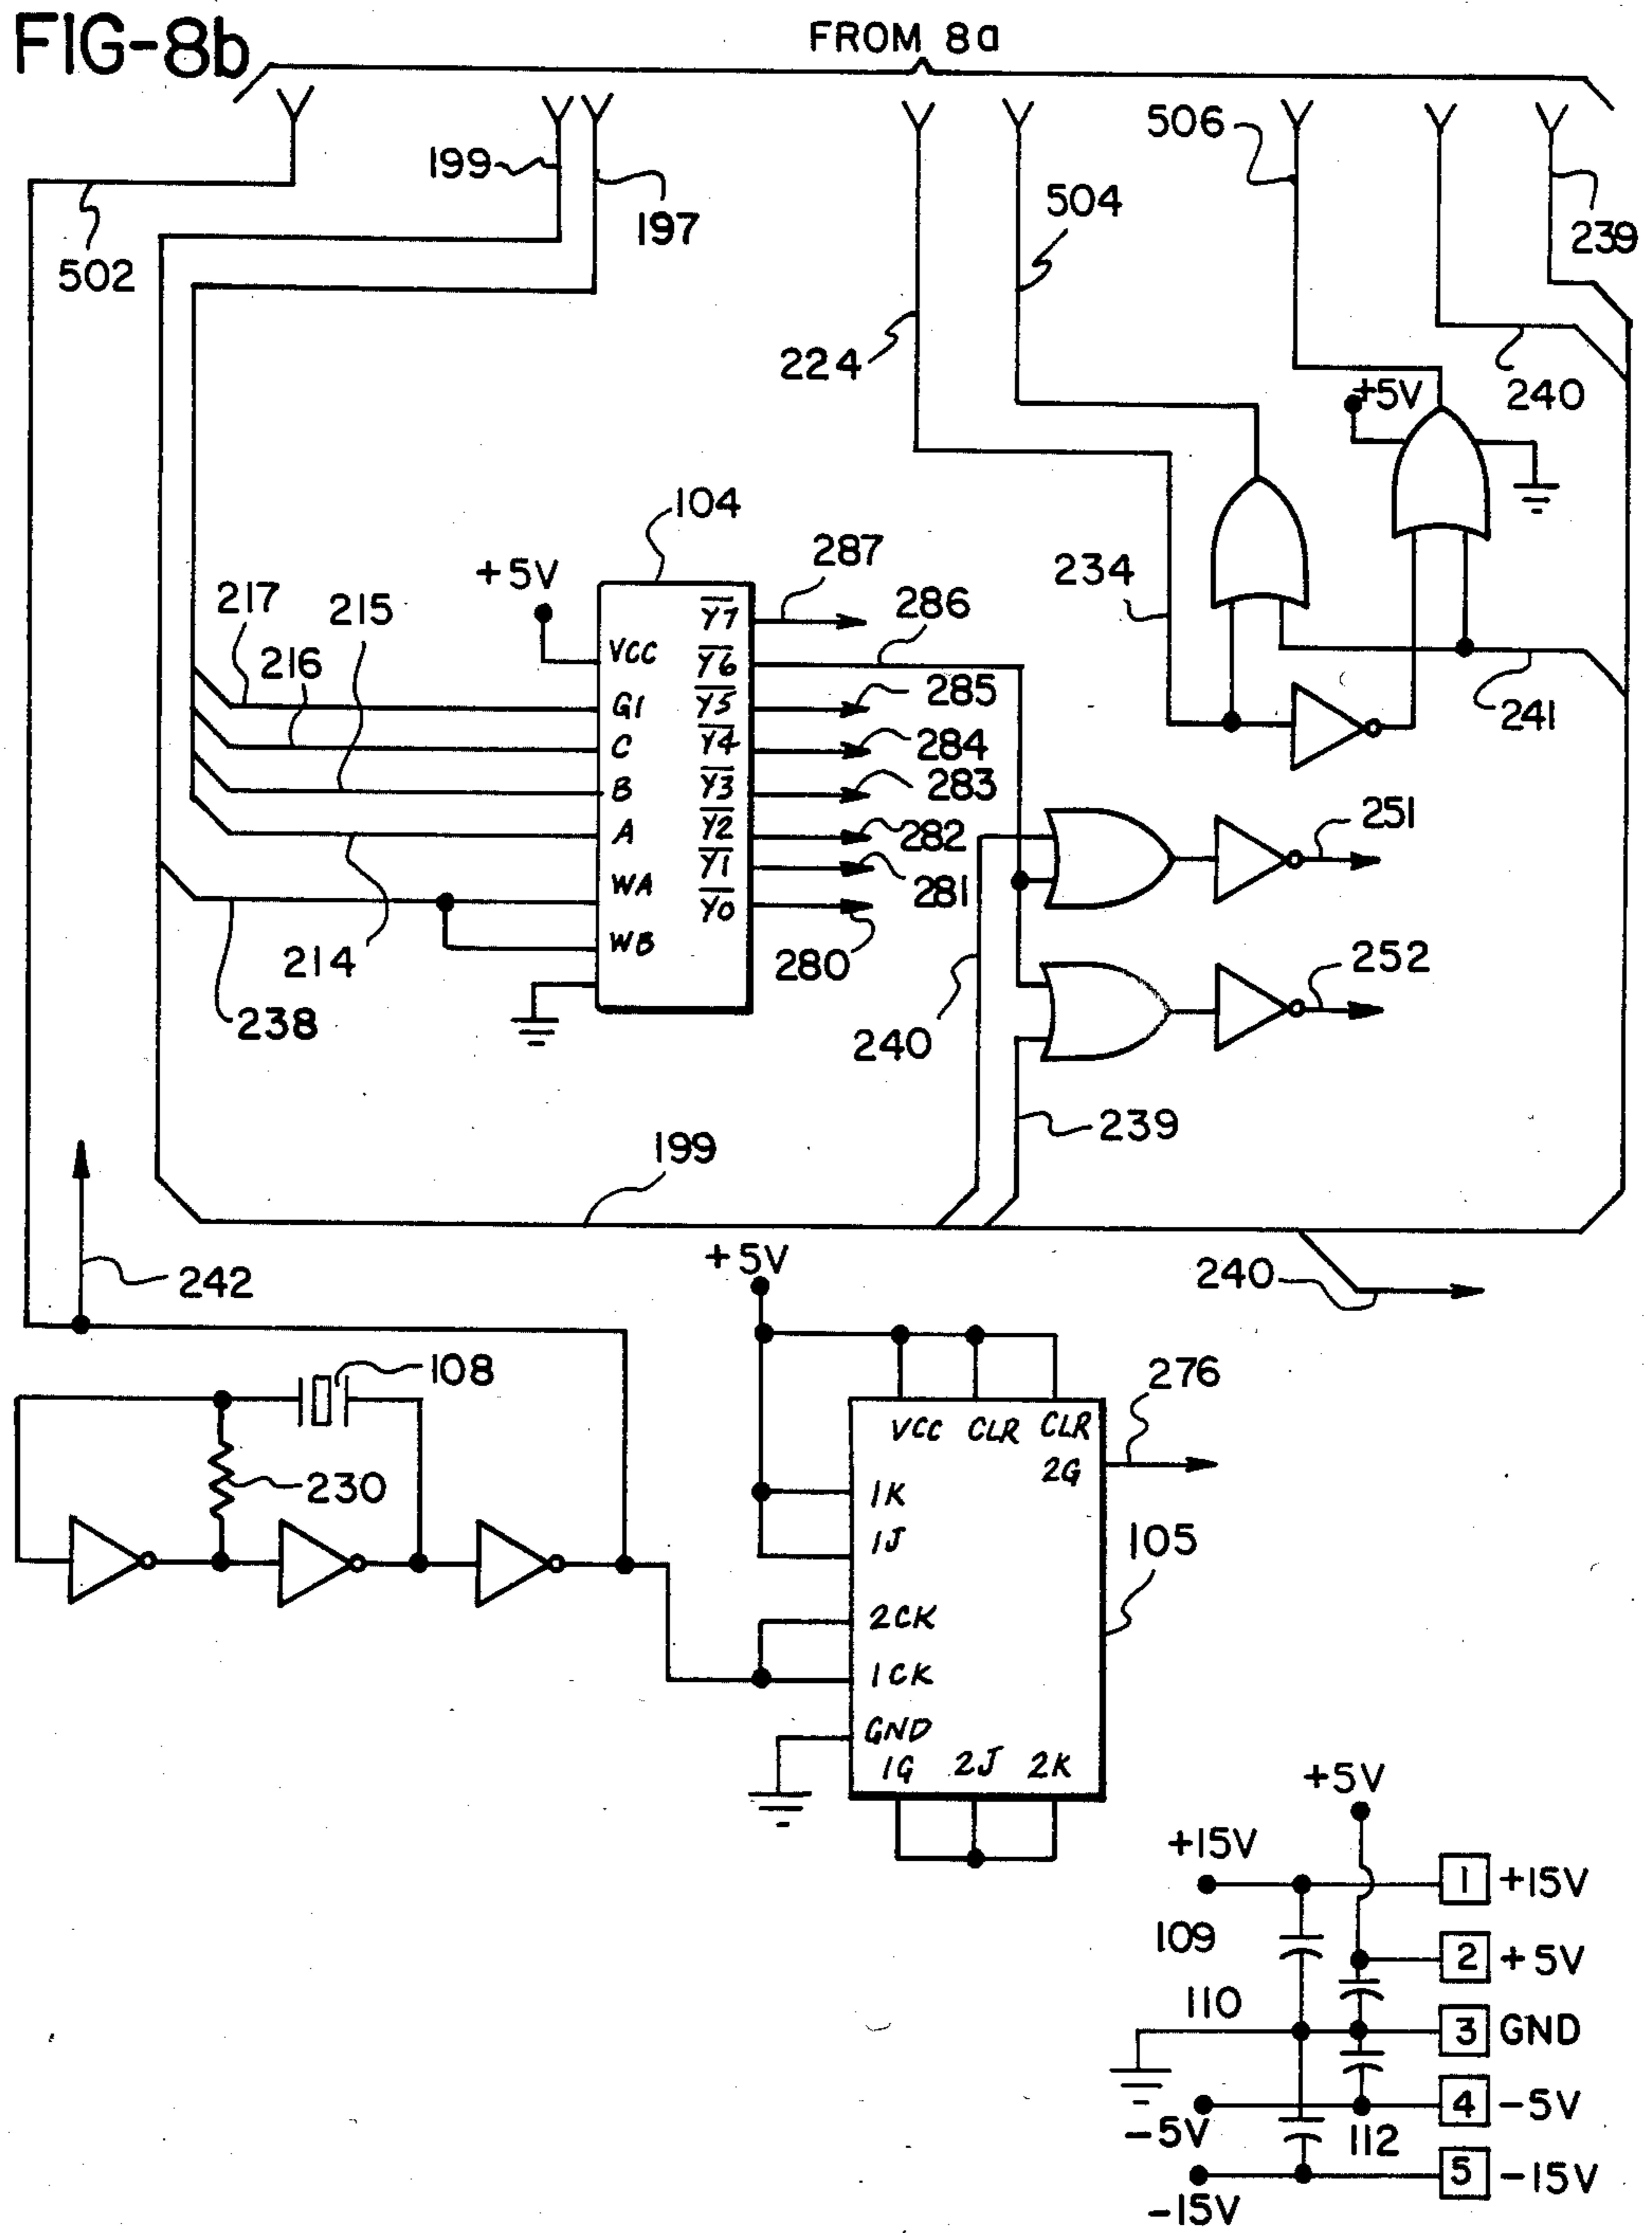 FIG-8b
FROM 8a
506
199
504
197
239
502
224
240
+5V
104
287
+5V
234
217
215
286
216
285
241
284
283
251
282
281
214
280
252
238
240
VCC
G1
C
B
A
WA
WB
Y7
Y6
Y5
Y4
Y3
Y2
Y1
Y0
239
199
242
+5V
240
108
276
230
VCC CLR CLR
2G
1K
1J
105
2CK
1CK
GND
1G 2J 2K
+5V
+15V
1 +15V
109
2 +5V
110
3 GND
4 -5V
-5V
112
5 -15V
-15V